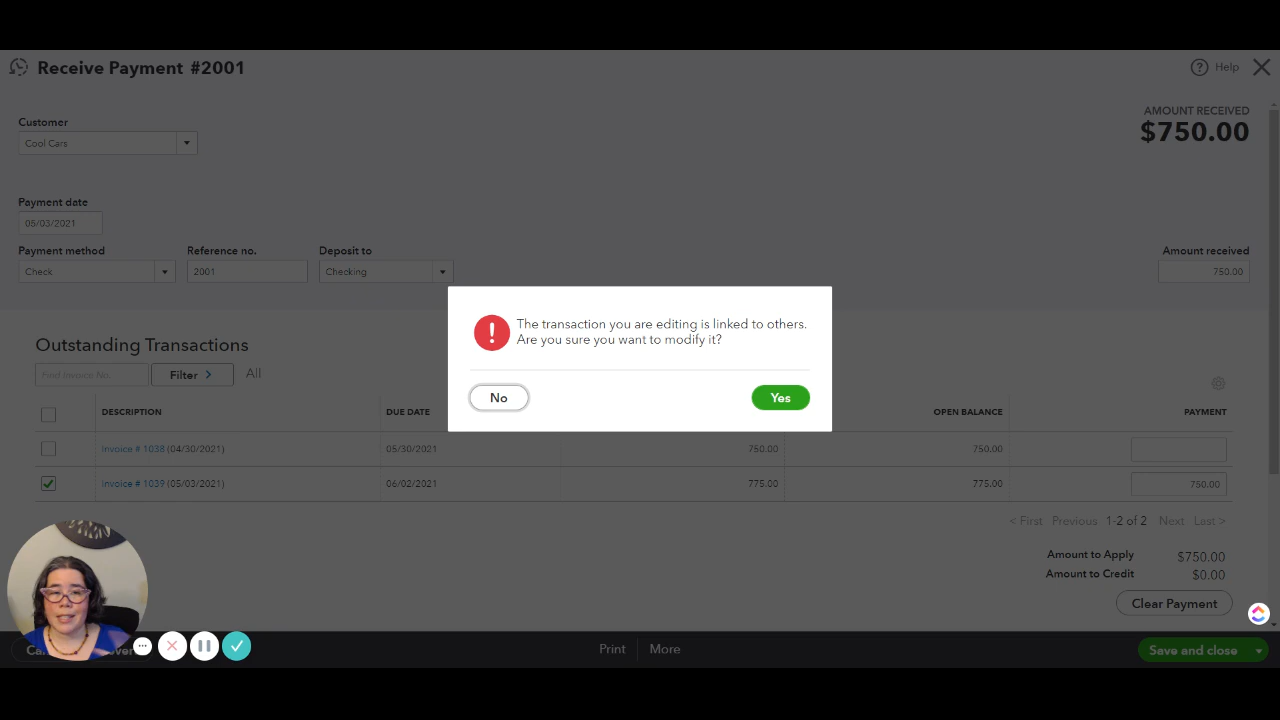 Receive Payment #2001
Help
Customer
Cool Cars
AMOUNT RECEIVED
$750.00
Payment date
05/03/2021
Payment method
Reference no.
Deposit to
Amount received
Check
2001
Checking
750.00
The transaction you are editing is linked to others.
Are you sure you want to modify it?
No
Yes
Outstanding Transactions
Find Invoice No.
Filter >
All
DESCRIPTION
DUE DATE
OPEN BALANCE
PAYMENT
Invoice # 1038 (04/30/2021)
05/30/2021
750.00
750.00
Invoice # 1039 (05/03/2021)
06/02/2021
775.00
775.00
750.00
< First Previous 1-2 of 2 Next Last >
Amount to Apply
$750.00
Amount to Credit
$0.00
Clear Payment
Print
More
Save and close